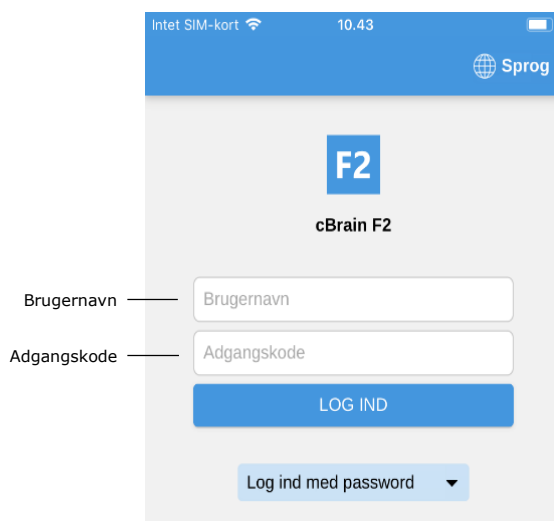 Intet SIM-kort 10.43
Sprog
F2
cBrain F2
Brugernavn Brugernavn
Adgangskode Adgangskode
LOG IND
Log ind med password